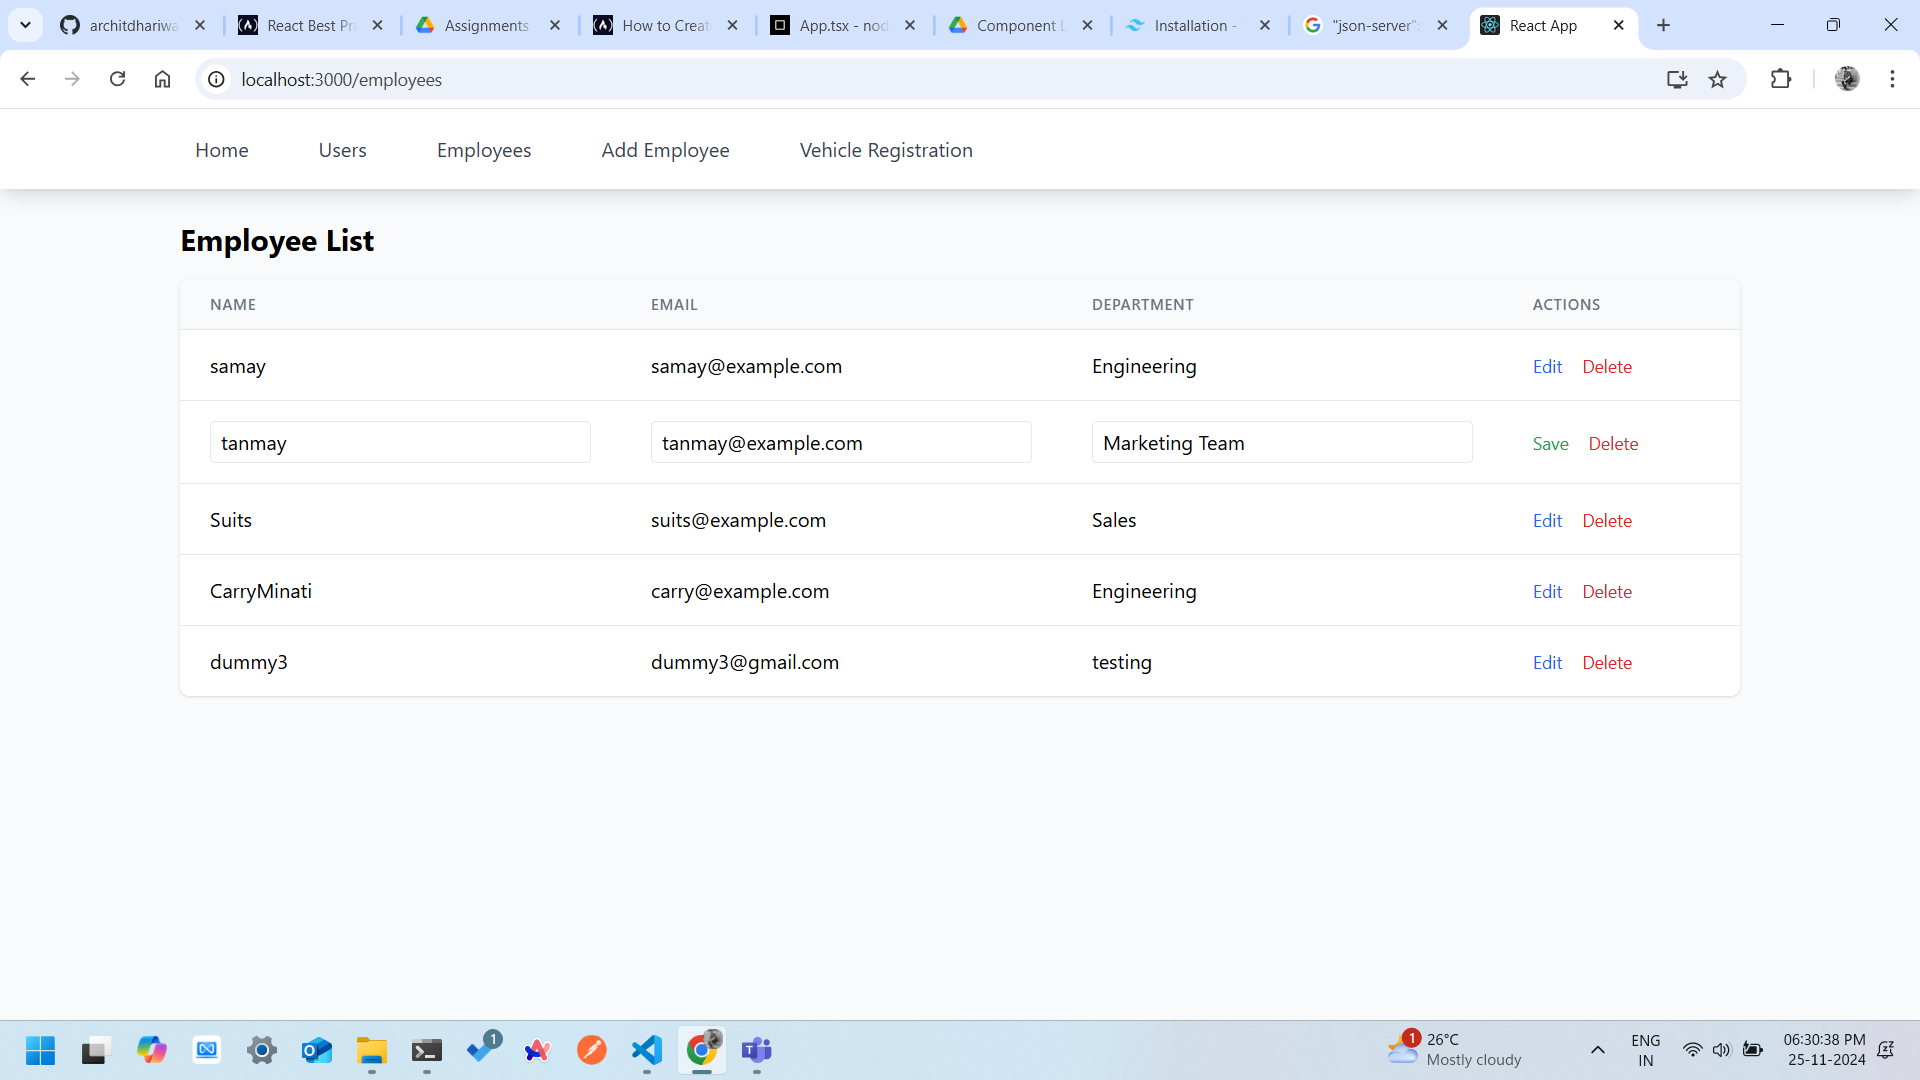 architdhariwa
React Best Pra
Assignments
How to Creat
App.tsx - nod
Component L
Installation -
"json-server":
React App
localhost:3000/employees
Home Users Employees Add Employee Vehicle Registration
Employee List
NAME EMAIL DEPARTMENT ACTIONS
samay samay@example.com Engineering Edit Delete
tanmay tanmay@example.com Marketing Team Save Delete
Suits suits@example.com Sales Edit Delete
CarryMinati carry@example.com Engineering Edit Delete
dummy3 dummy3@gmail.com testing Edit Delete
1
1
26°C
Mostly cloudy
ENG
IN
06:30:38 PM
25-11-2024